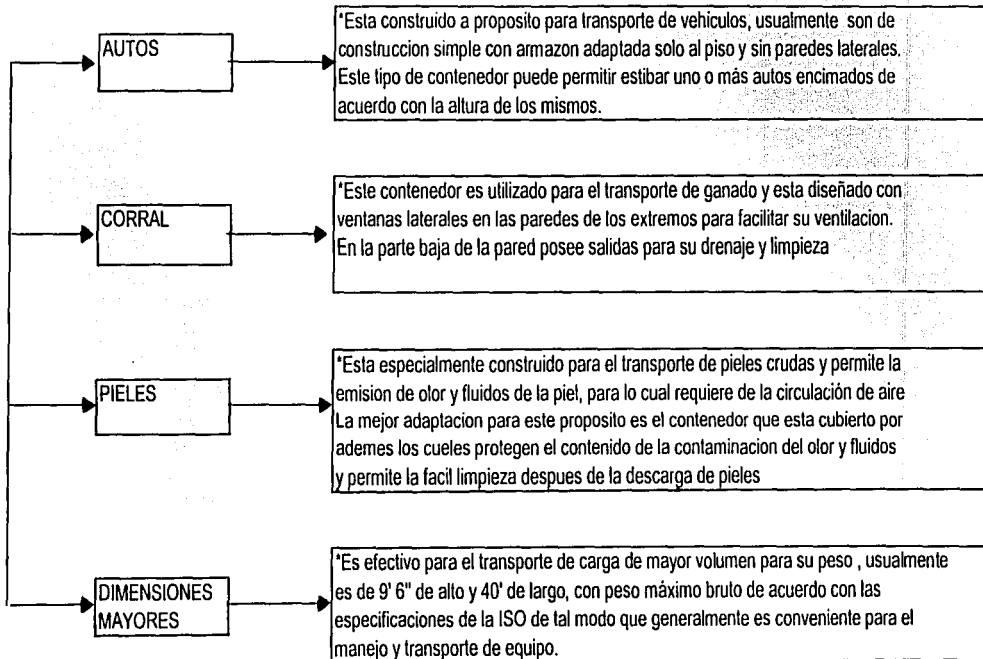 AUTOS
*Esta construido a proposito para transporte de vehiculos, usualmente son de
construccion simple con armazon adaptada solo al piso y sin paredes laterales.
Este tipo de contenedor puede permitir estibar uno o más autos encimados de
acuerdo con la altura de los mismos.
CORRAL
*Este contenedor es utilizado para el transporte de ganado y esta diseñado con
ventanas laterales en las paredes de los extremos para facilitar su ventilacion.
En la parte baja de la pared posee salidas para su drenaje y limpieza
PIELES
*Esta especialmente construido para el transporte de pieles crudas y permite la
emision de olor y fluidos de la piel, para lo cual requiere de la circulación de aire
La mejor adaptacion para este proposito es el contenedor que esta cubierto por
ademes los cueles protegen el contenido de la contaminacion del olor y fluidos
y permite la facil limpieza despues de la descarga de pieles
DIMENSIONES
MAYORES
*Es efectivo para el transporte de carga de mayor volumen para su peso , usualmente
es de 9' 6" de alto y 40' de largo, con peso máximo bruto de acuerdo con las
especificaciones de la ISO de tal modo que generalmente es conveniente para el
manejo y transporte de equipo.